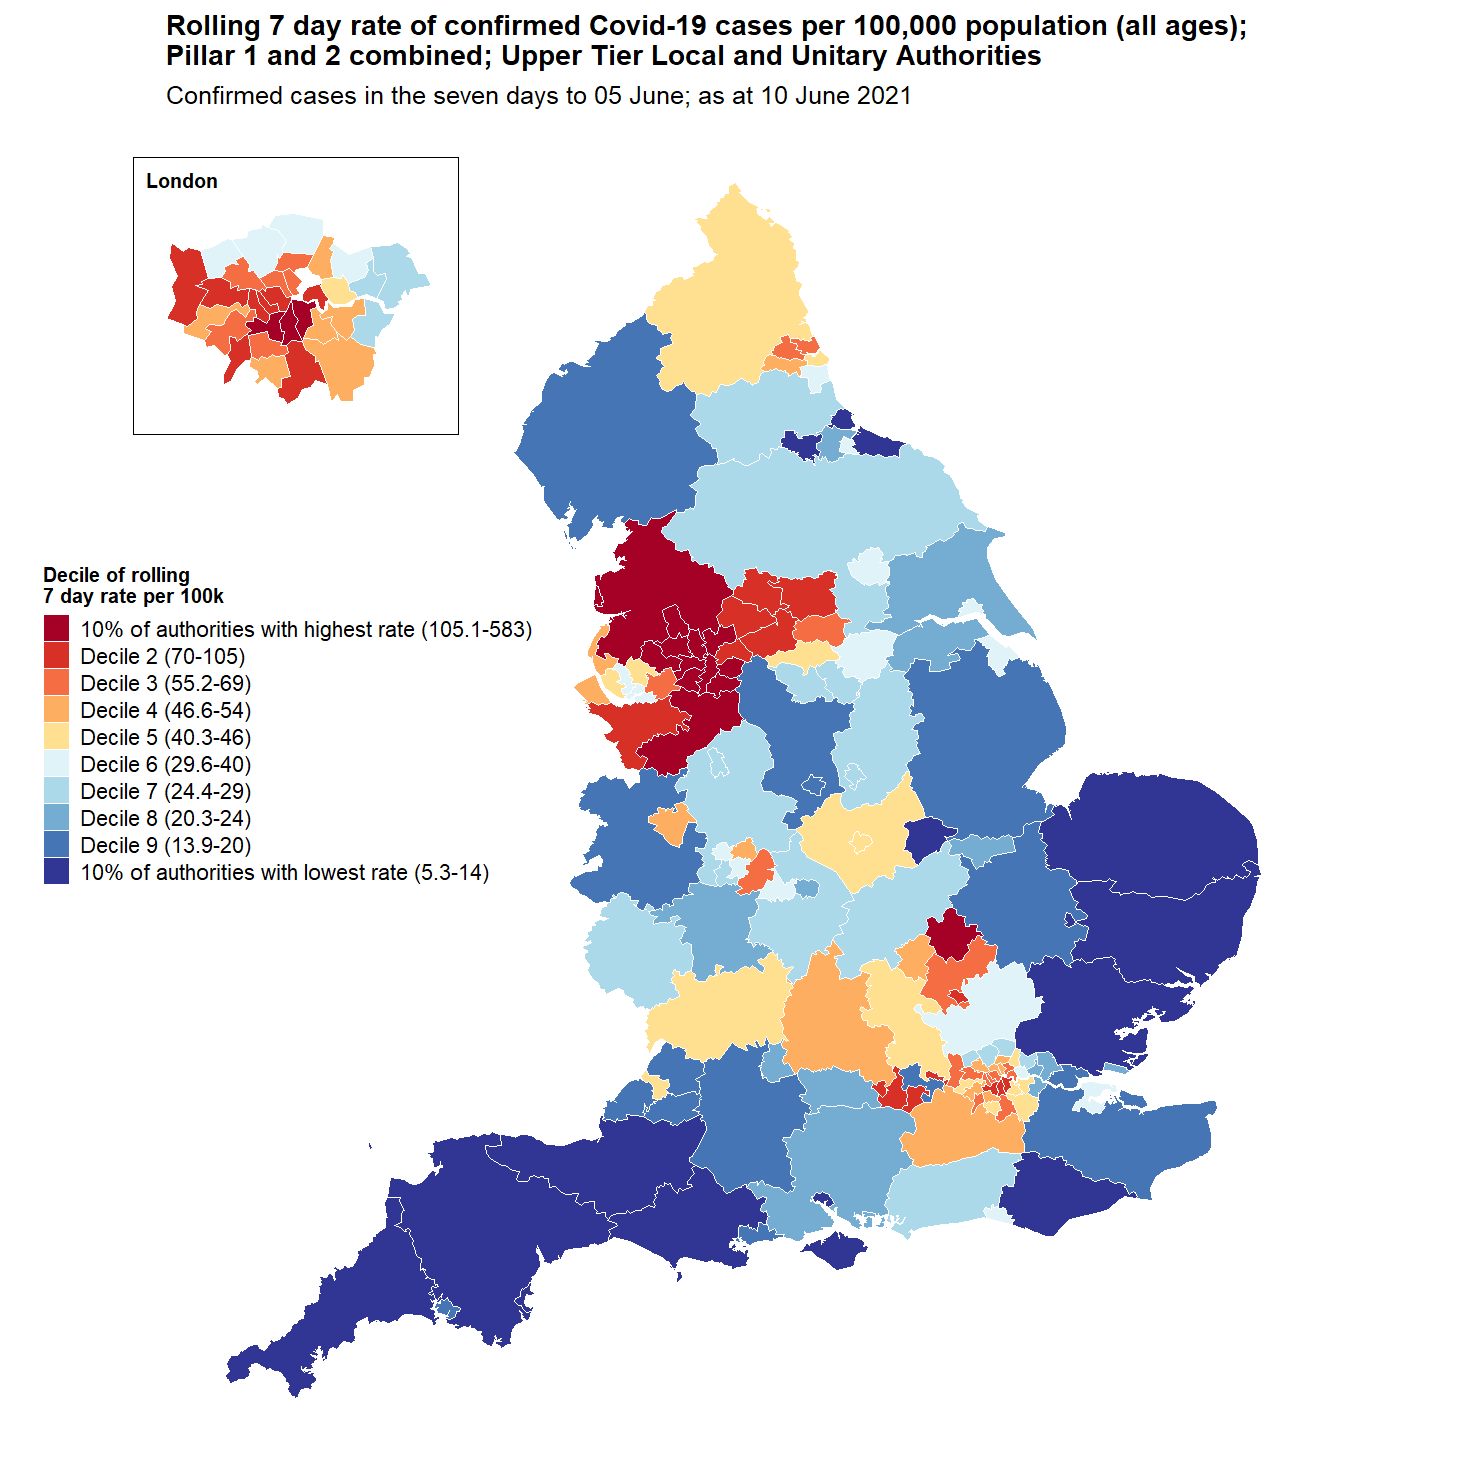 Rolling 7 day rate of confirmed Covid-19 cases per 100,000 population (all ages);
Pillar 1 and 2 combined; Upper Tier Local and Unitary Authorities
Confirmed cases in the seven days to 05 June; as at 10 June 2021
London
Decile of rolling
7 day rate per 100k
10% of authorities with highest rate (105.1-583)
Decile 2 (70-105)
Decile 3 (55.2-69)
Decile 4 (46.6-54)
Decile 5 (40.3-46)
Decile 6 (29.6-40)
Decile 7 (24.4-29)
Decile 8 (20.3-24)
Decile 9 (13.9-20)
10% of authorities with lowest rate (5.3-14)